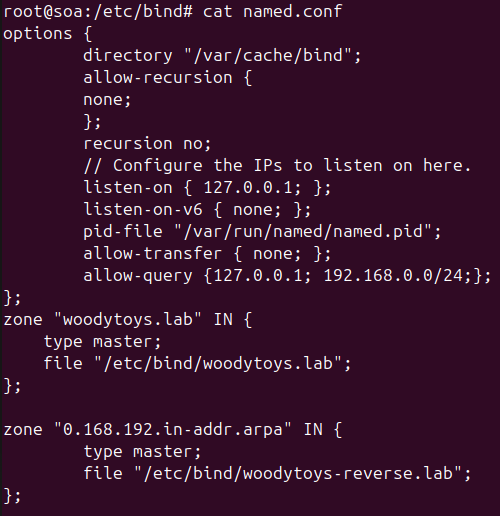 root@soa:/etc/bind# cat named.conf
options {
        directory "/var/cache/bind";
        allow-recursion {
        none;
        };
        recursion no;
        // Configure the IPs to listen on here.
        listen-on { 127.0.0.1; };
        listen-on-v6 { none; };
        pid-file "/var/run/named/named.pid";
        allow-transfer { none; };
        allow-query {127.0.0.1; 192.168.0.0/24;};
};
zone "woodytoys.lab" IN {
    type master;
    file "/etc/bind/woodytoys.lab";
};

zone "0.168.192.in-addr.arpa" IN {
        type master;
        file "/etc/bind/woodytoys-reverse.lab";
};